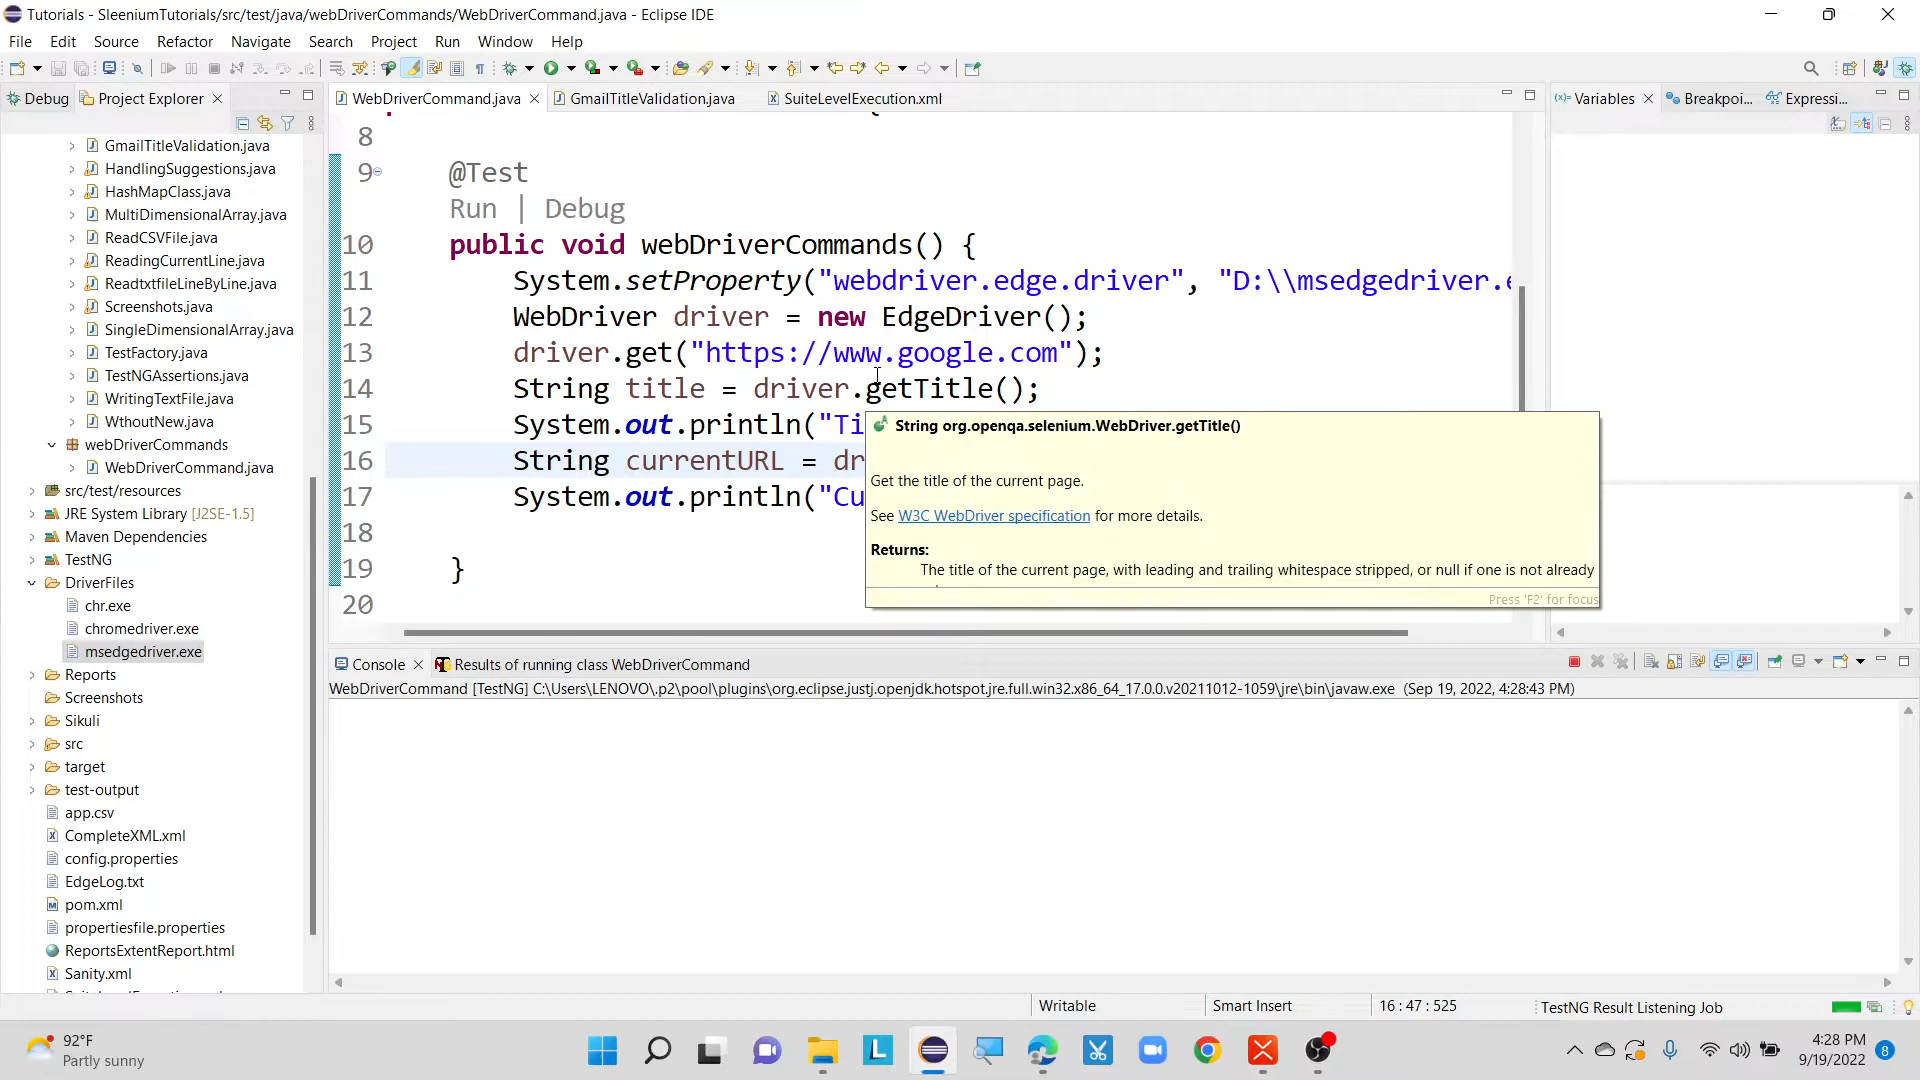 Tutorials - SleeniumTutorials/src/test/java/webDriverCommands/WebDriverCommand.java - Eclipse IDE
File Edit Source Refactor Navigate Search Project Run Window Help
Debug Project Explorer
WebDriverCommand.java GmailTitleValidation.java SuiteLevelExecution.xml
Variables Breakpoi... Expressi...
GmailTitleValidation.java
HandlingSuggestions.java
HashMapClass.java
MultiDimensionalArray.java
ReadCSVFile.java
ReadingCurrentLine.java
ReadtxtfileLineByLine.java
Screenshots.java
SingleDimensionalArray.java
TestFactory.java
TestNGAssertions.java
WritingTextFile.java
WthoutNew.java
webDriverCommands
WebDriverCommand.java
src/test/resources
JRE System Library [J2SE-1.5]
Maven Dependencies
TestNG
DriverFiles
chr.exe
chromedriver.exe
msedgedriver.exe
Reports
Screenshots
Sikuli
src
target
test-output
app.csv
CompleteXML.xml
config.properties
EdgeLog.txt
pom.xml
propertiesfile.properties
ReportsExtentReport.html
Sanity.xml
8
9 @Test
Run | Debug
10 public void webDriverCommands() {
11 System.setProperty("webdriver.edge.driver", "D:\\msedgedriver.e
12 WebDriver driver = new EdgeDriver();
13 driver.get("https://www.google.com");
14 String title = driver.getTitle();
15 System.out.println("Ti
16 String currentURL = dr
17 System.out.println("Cu
18
19 }
20
String org.openqa.selenium.WebDriver.getTitle()
Get the title of the current page.
See W3C WebDriver specification for more details.
Returns:
The title of the current page, with leading and trailing whitespace stripped, or null if one is not already
Press 'F2' for focus
Console Results of running class WebDriverCommand
WebDriverCommand [TestNG] C:\Users\LENOVO\.p2\pool\plugins\org.eclipse.justj.openjdk.hotspot.jre.full.win32.x86_64_17.0.0.v20211012-1059\jre\bin\javaw.exe (Sep 19, 2022, 4:28:43 PM)
Writable Smart Insert 16 : 47 : 525 TestNG Result Listening Job
92°F
Partly sunny
4:28 PM
9/19/2022
8